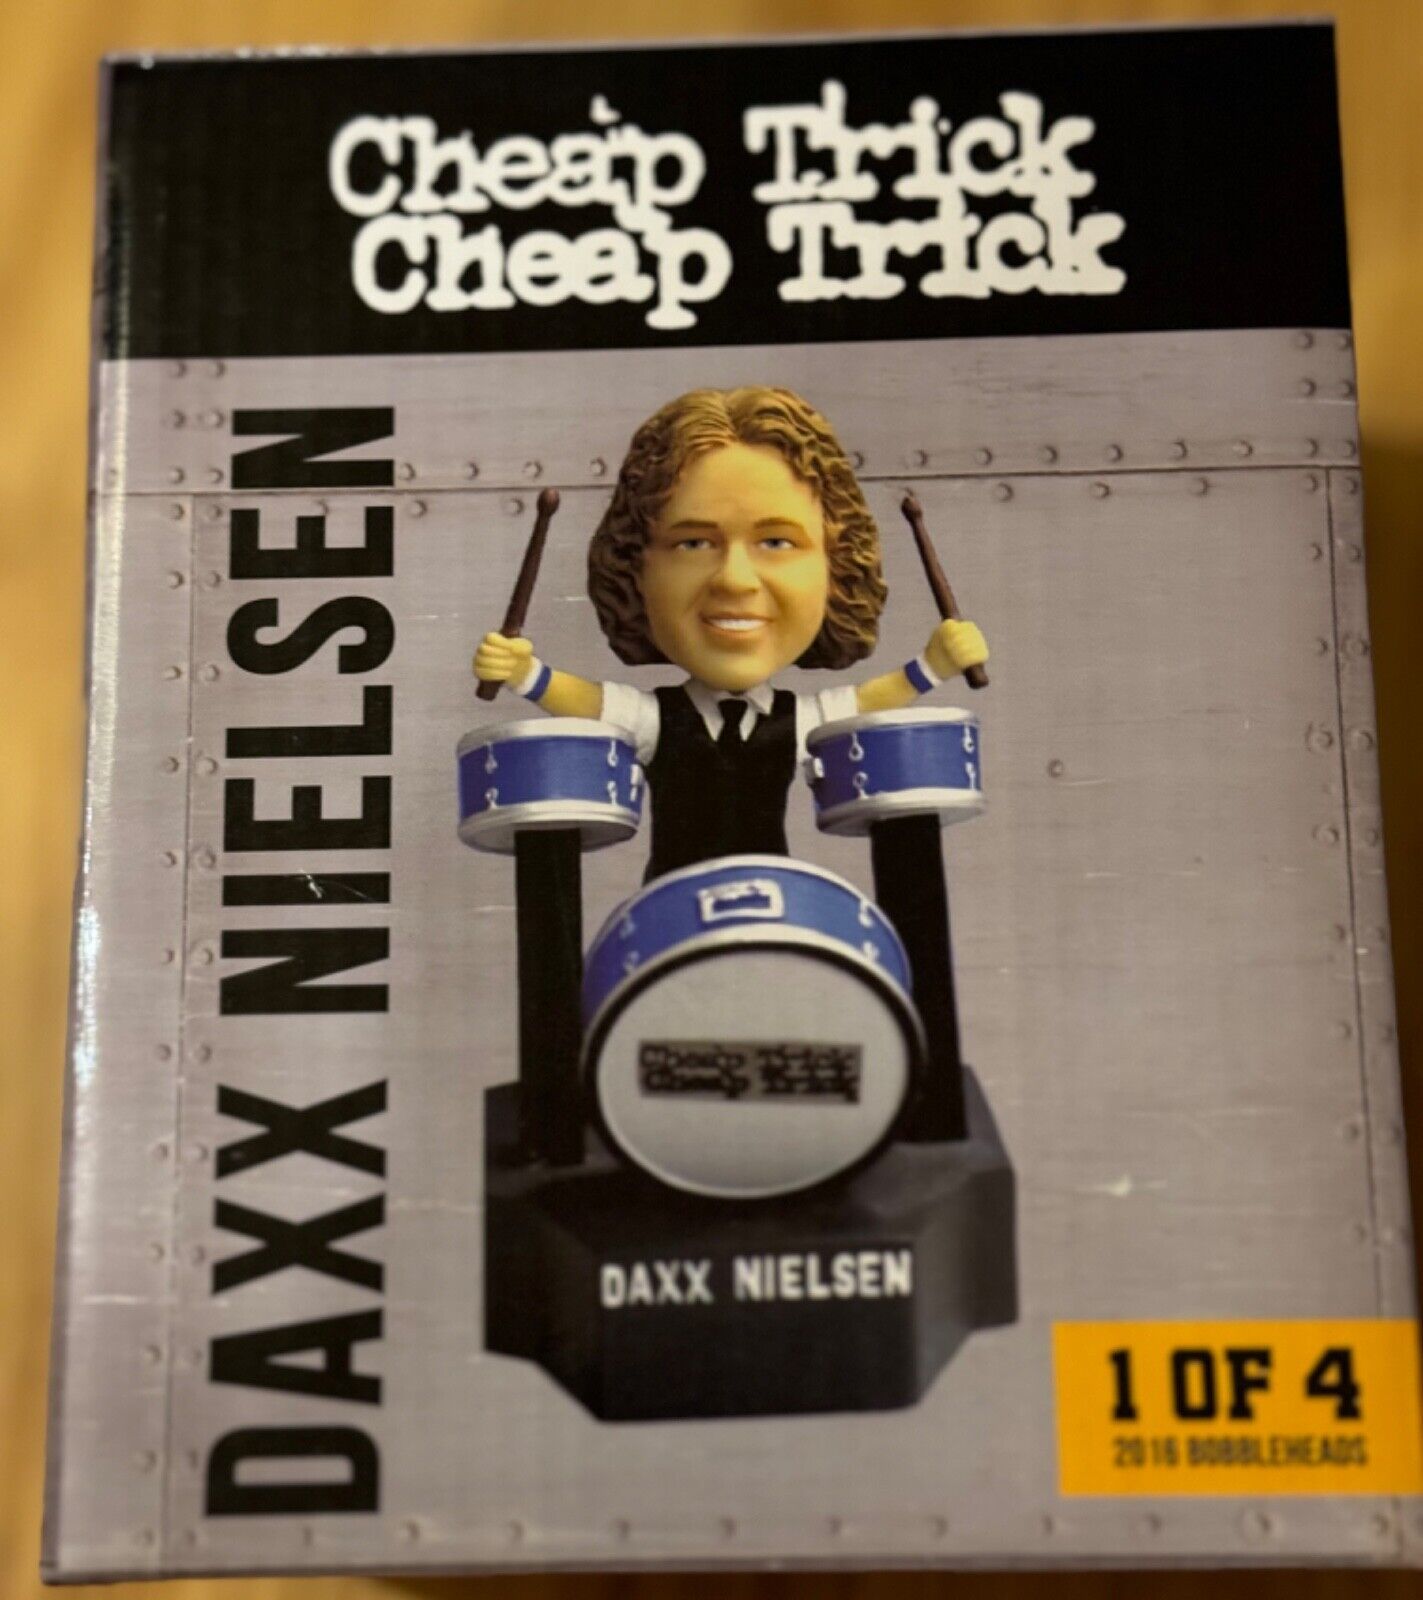 Cheap Trick
Cheap Trick
DAXX NIELSEN
Cheap Trick
Cheap Trick
DAXX NIELSEN
1 OF 4
2016 BOBBLEHEADS